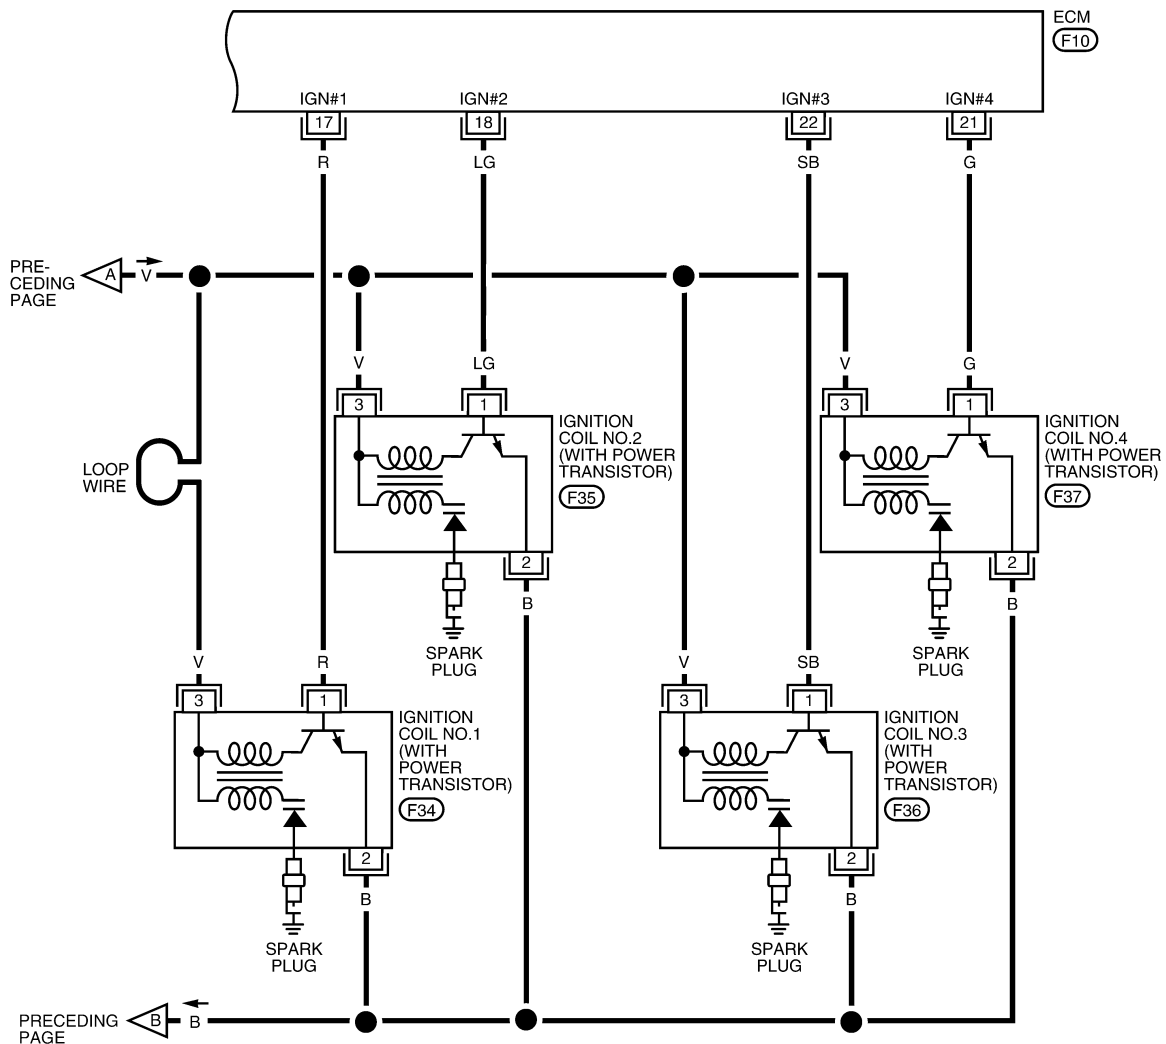 ECM
F10
IGN#1
IGN#2
IGN#3
IGN#4
17
18
22
21
R
LG
SB
G
PRE-
CEDING
PAGE
A
V
V
LG
V
G
3
1
3
1
IGNITION
COIL NO.2
(WITH POWER
TRANSISTOR)
F35
IGNITION
COIL NO.4
(WITH POWER
TRANSISTOR)
F37
LOOP
WIRE
2
2
B
B
SPARK
PLUG
SPARK
PLUG
V
R
V
SB
3
1
3
1
IGNITION
COIL NO.1
(WITH
POWER
TRANSISTOR)
F34
IGNITION
COIL NO.3
(WITH
POWER
TRANSISTOR)
F36
2
2
B
B
SPARK
PLUG
SPARK
PLUG
PRECEDING
PAGE
B
B